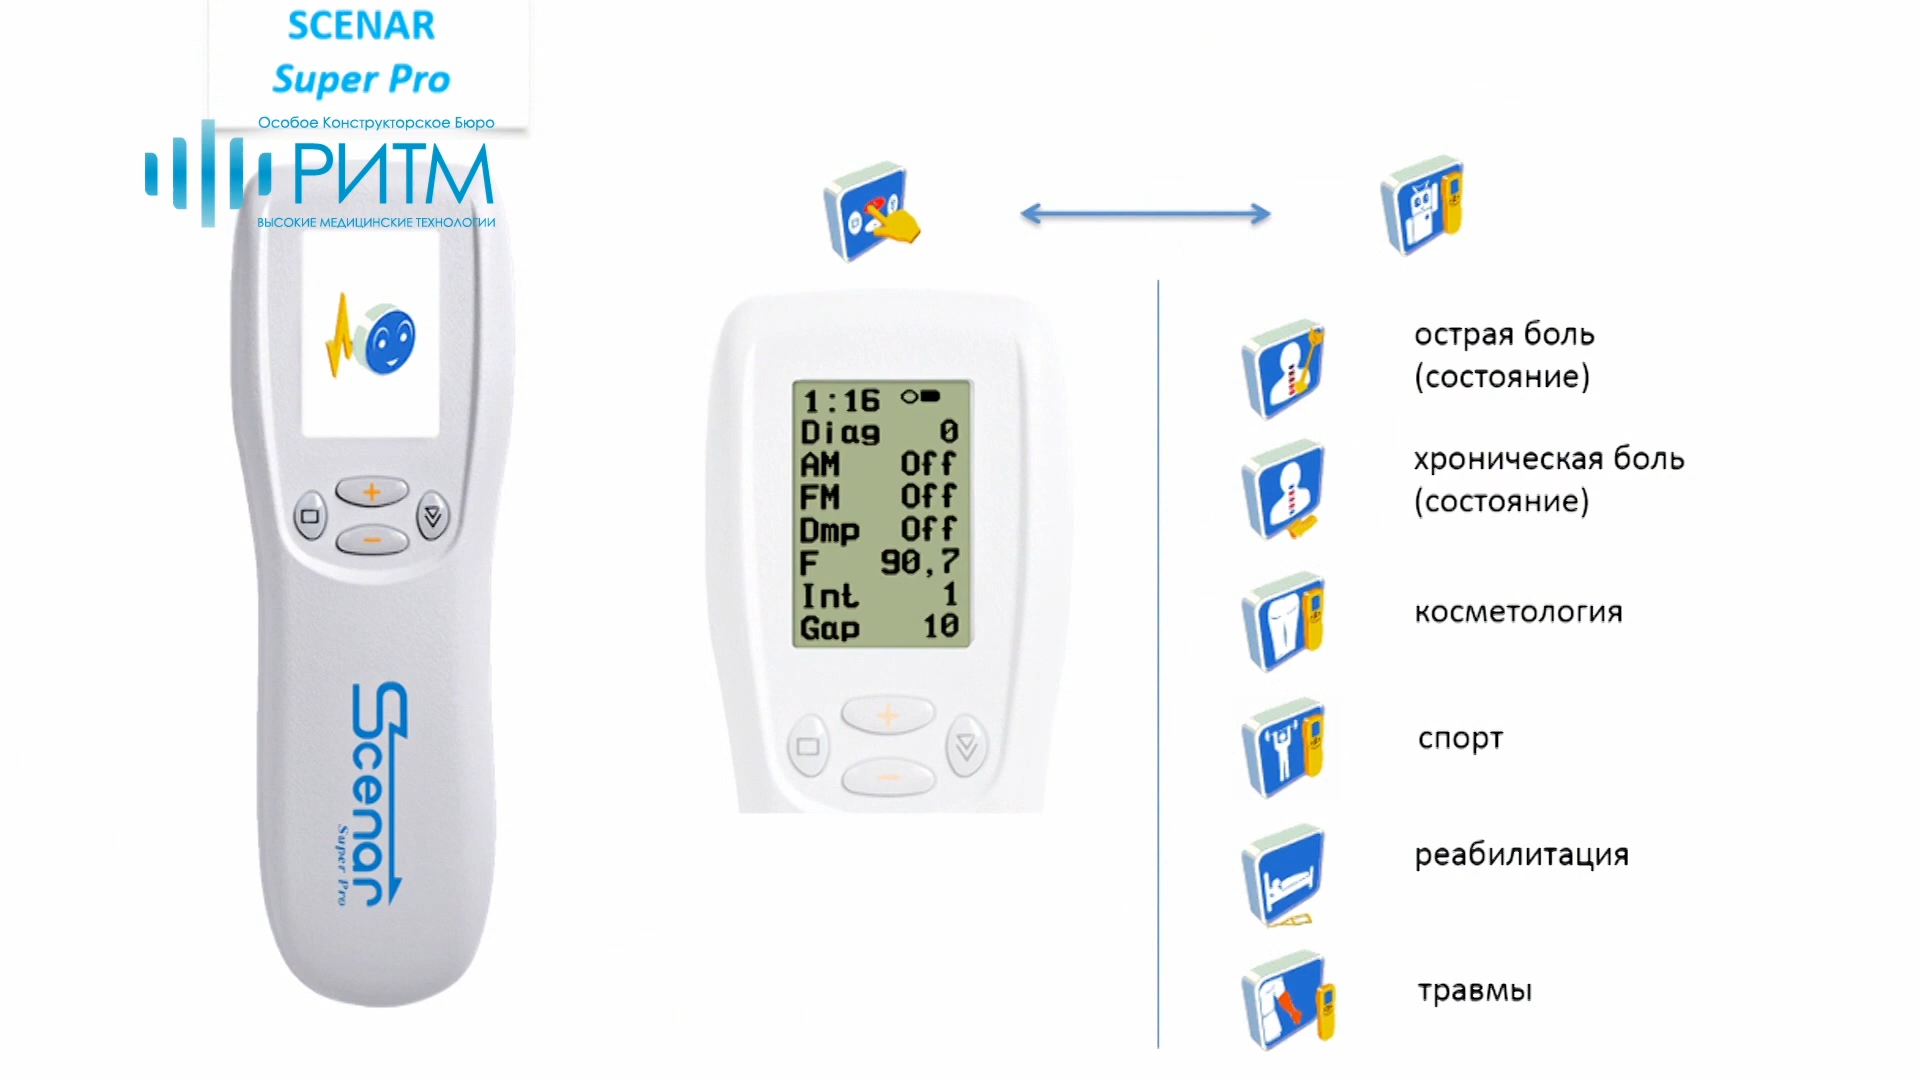 SCENAR
Super Pro
Особое Конструкторское Бюро
РИТМ
ВЫСОКИЕ МЕДИЦИНСКИЕ ТЕХНОЛОГИИ
Scenar
Super Pro
1:16
Diag 0
AM Off
FM Off
Dmp Off
F 90,7
Int 1
Gap 10
острая боль
(состояние)
хроническая боль
(состояние)
косметология
спорт
реабилитация
травмы